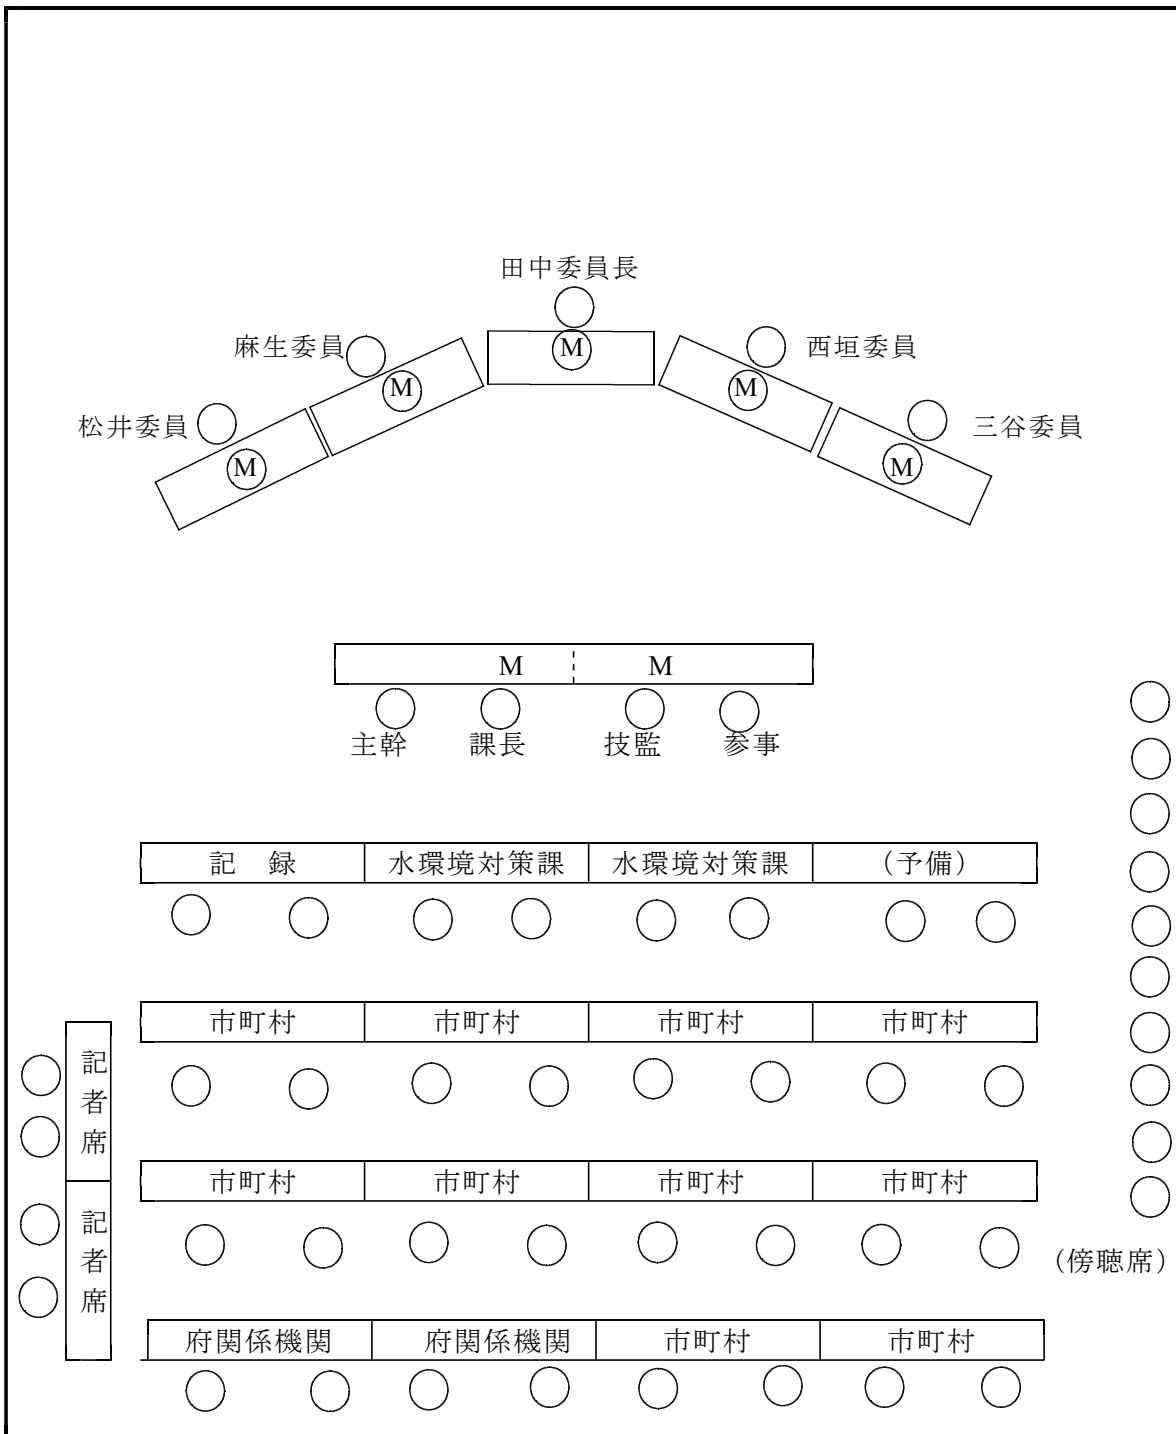 田中委員長
麻生委員
西垣委員
松井委員
三谷委員
M
M
M
M
M
M M
主幹 課長 技監 参事
記 録 水環境対策課 水環境対策課 (予備)
市町村 市町村 市町村 市町村
記者席
市町村 市町村 市町村 市町村
記者席
(傍聴席)
府関係機関 府関係機関 市町村 市町村